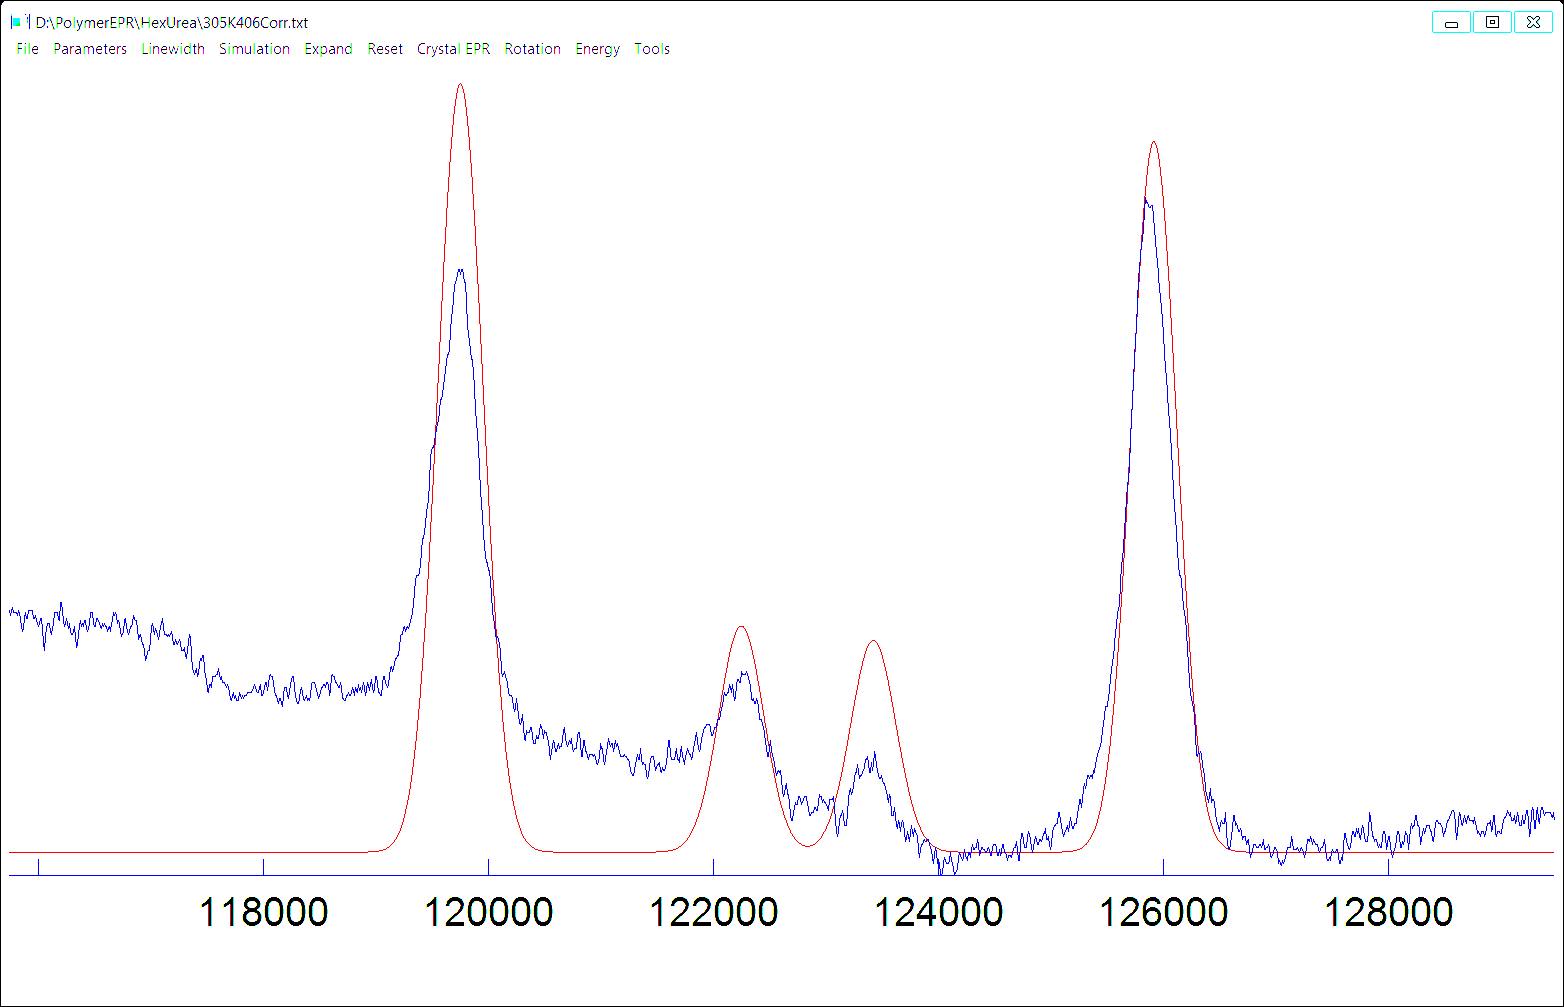 D:\PolymerEPR\HexUrea\305K406Corr.txt
File Parameters Linewidth Simulation Expand Reset Crystal EPR Rotation Energy Tools
118000 120000 122000 124000 126000 128000